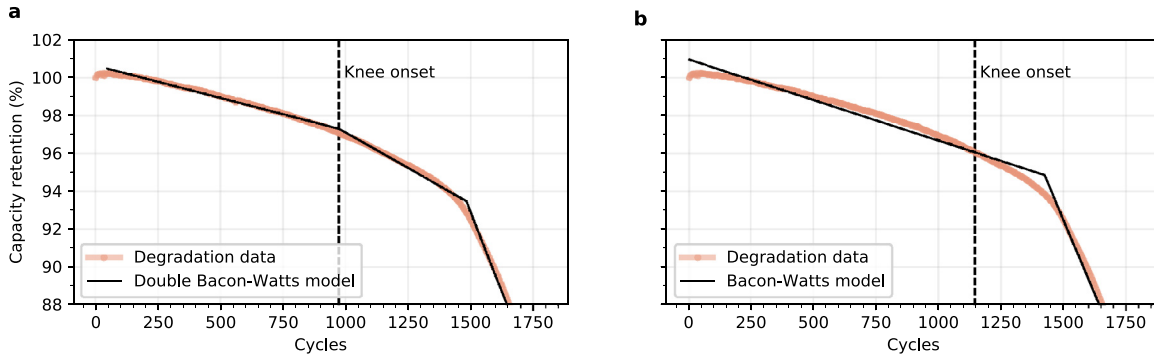 a
Capacity retention (%)
102
100
98
96
94
92
90
88
Knee onset
Degradation data
Double Bacon-Watts model
0 250 500 750 1000 1250 1500 1750
Cycles
b
Knee onset
Degradation data
Bacon-Watts model
0 250 500 750 1000 1250 1500 1750
Cycles